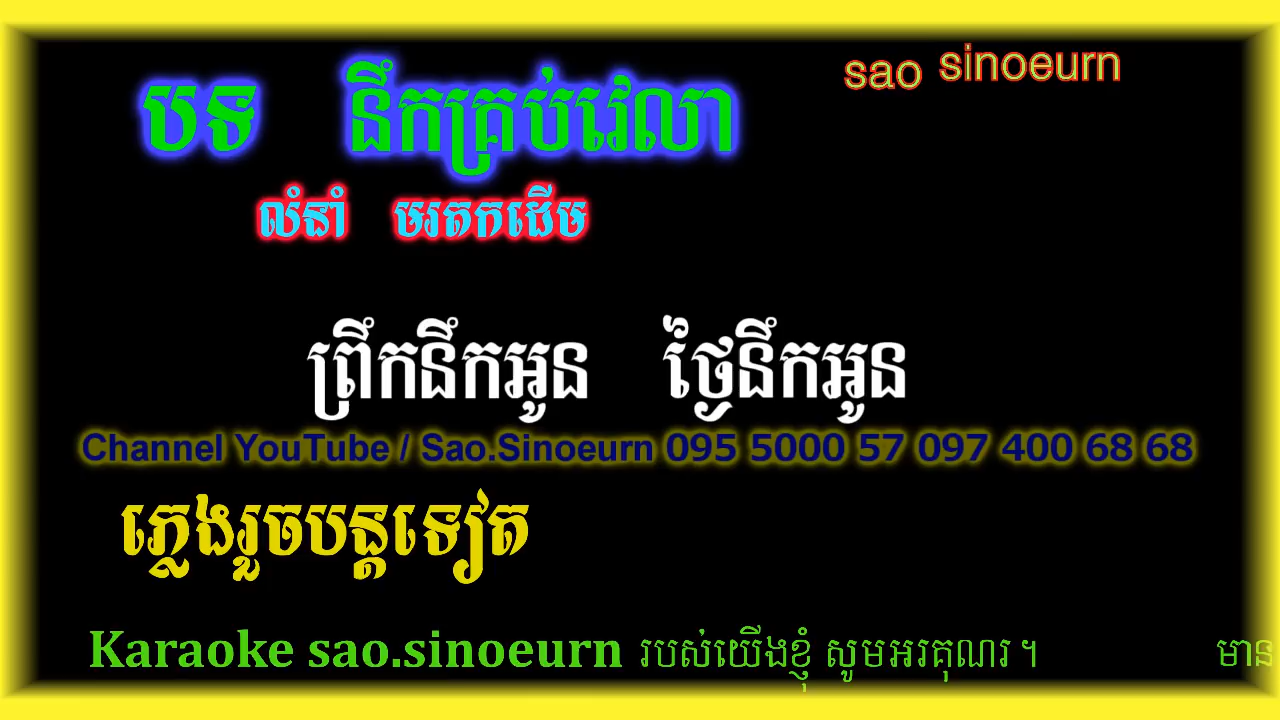 sao sinoeurn
បទ នឹកគ្រប់វេលា
លំនាំ មរតកដើម
ព្រឹកនឹកអូន ថ្ងៃនឹកអូន
Channel YouTube / Sao.Sinoeurn 095 5000 57 097 400 68 68
ភ្លេងរួចបន្តទៀត
Karaoke sao.sinoeurn របស់យើងខ្ញុំ សូមអរគុណរ ។ មាន